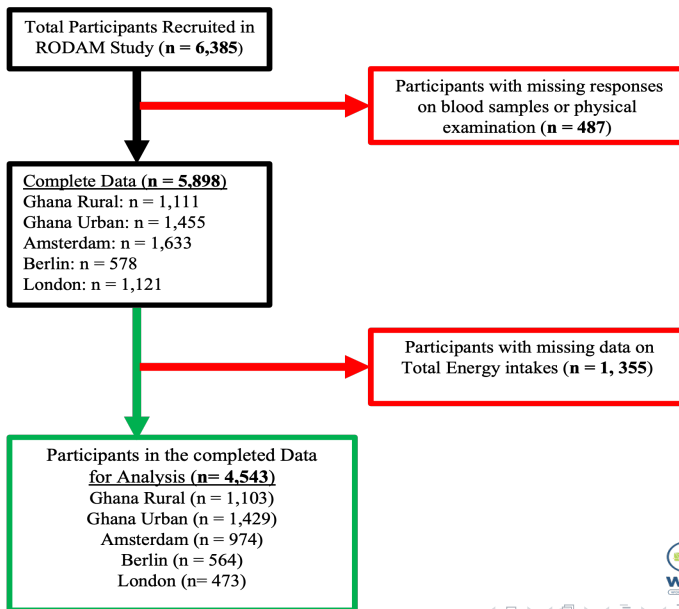 Total Participants Recruited in
RODAM Study (n = 6,385)
Participants with missing responses
on blood samples or physical
examination (n = 487)
Complete Data (n = 5,898)
Ghana Rural: n = 1,111
Ghana Urban: n = 1,455
Amsterdam: n = 1,633
Berlin: n = 578
London: n = 1,121
Participants with missing data on
Total Energy intakes (n = 1, 355)
Participants in the completed Data
for Analysis (n= 4,543)
Ghana Rural (n = 1,103)
Ghana Urban (n = 1,429)
Amsterdam (n = 974)
Berlin (n = 564)
London (n= 473)